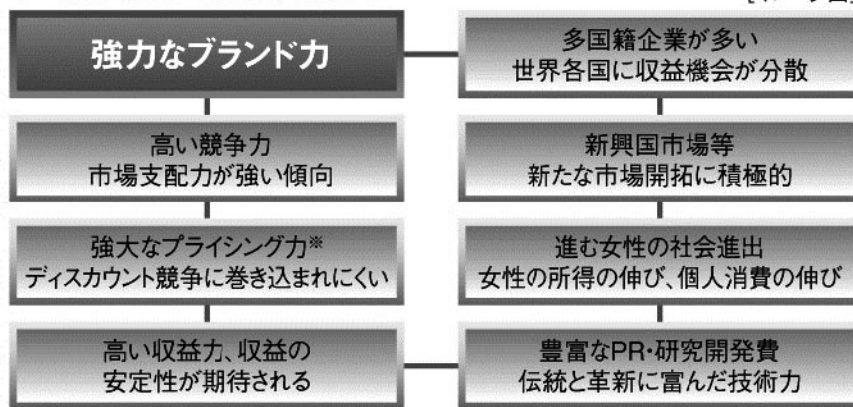 強力なブランド力
多国籍企業が多い
世界各国に収益機会が分散
高い競争力
市場支配力が強い傾向
新興国市場等
新たな市場開拓に積極的
強大なプライシング力※
ディスカウント競争に巻き込まれにくい
進む女性の社会進出
女性の所得の伸び、個人消費の伸び
高い収益力、収益の
安定性が期待される
豊富なPR・研究開発費
伝統と革新に富んだ技術力